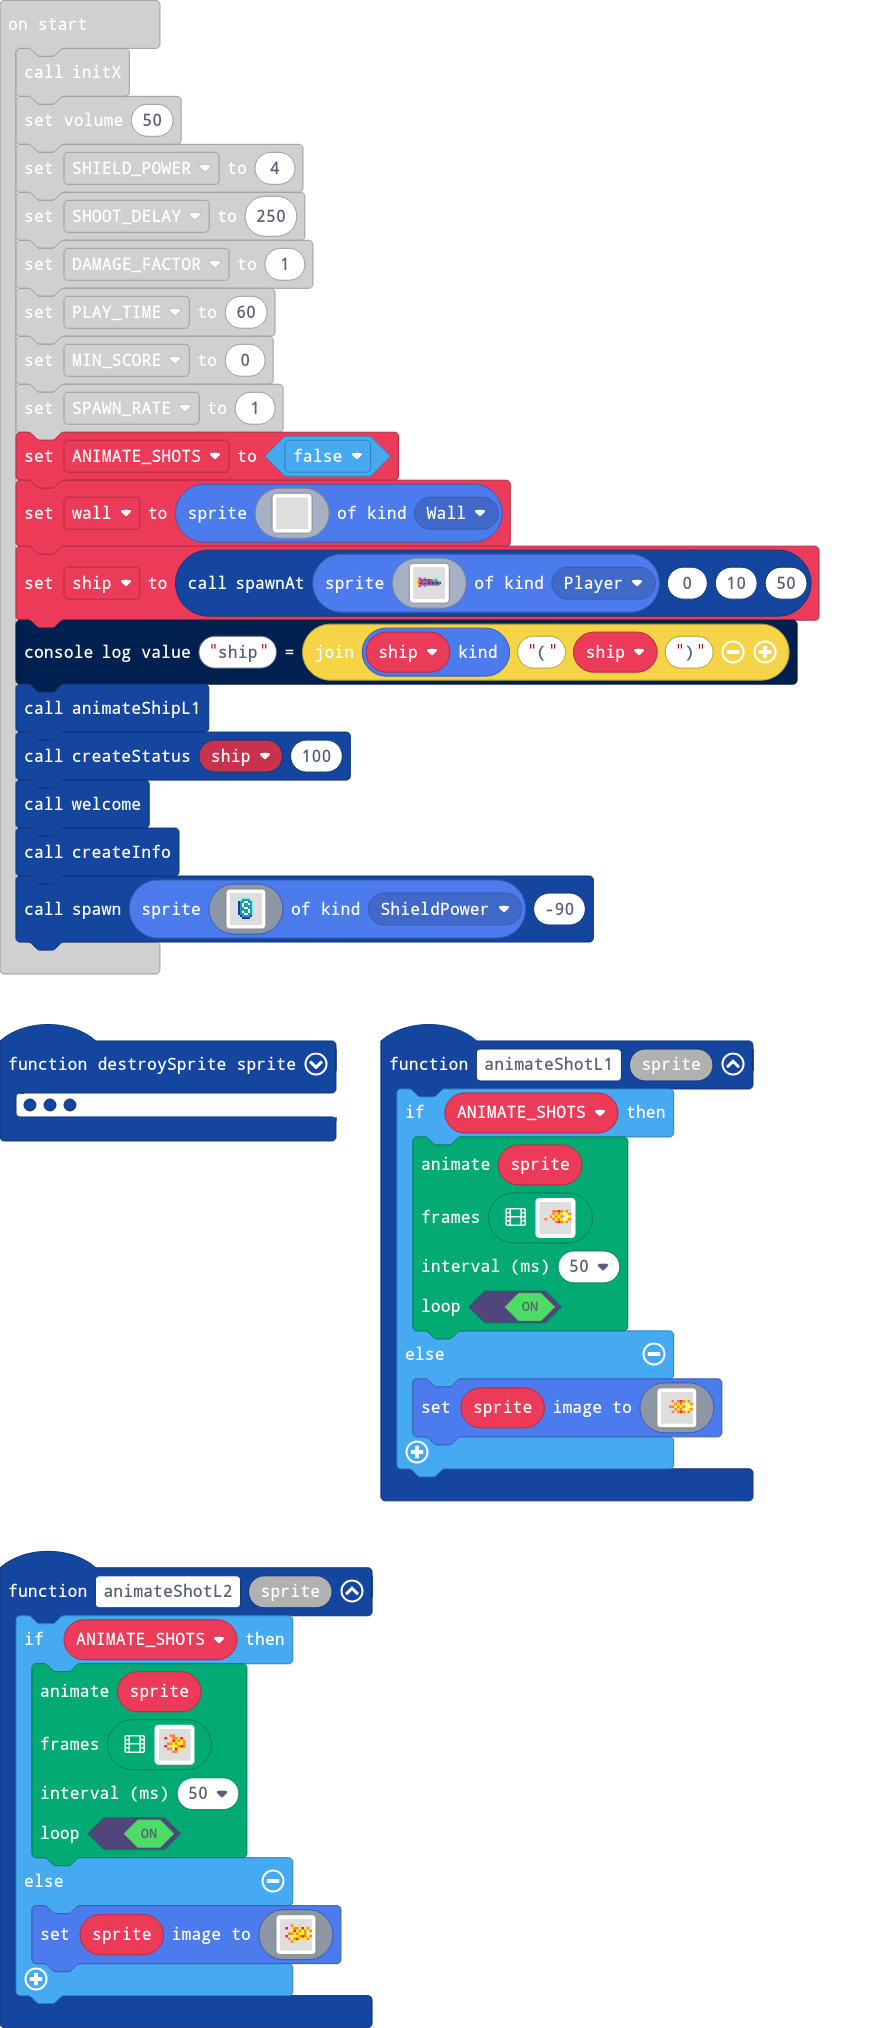 on start
call initX
set volume 50
set SHIELD_POWER to 4
set SHOOT_DELAY to 250
set DAMAGE_FACTOR to 1
set PLAY_TIME to 60
set MIN_SCORE to 0
set SPAWN_RATE to 1
set ANIMATE_SHOTS to false
set wall to sprite of kind Wall
set ship to call spawnAt sprite of kind Player 0 10 50
console log value "ship" = join ship kind "(" ship ")"
call animateShipL1
call createStatus ship 100
call welcome
call createInfo
call spawn sprite of kind ShieldPower -90
function destroySprite sprite
function animateShotL1 sprite
if ANIMATE_SHOTS then
animate sprite
frames
interval (ms) 50
loop ON
else
set sprite image to
function animateShotL2 sprite
if ANIMATE_SHOTS then
animate sprite
frames
interval (ms) 50
loop ON
else
set sprite image to